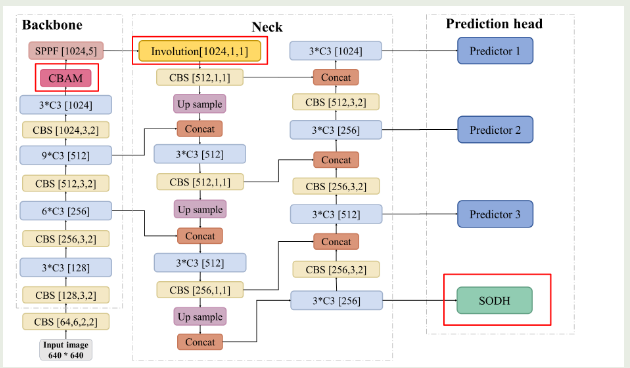 Backbone
Neck
Prediction head
SPPF [1024,5]
CBAM
3*C3 [1024]
CBS [1024,3,2]
9*C3 [512]
CBS [512,3,2]
6*C3 [256]
CBS [256,3,2]
3*C3 [128]
CBS [128,3,2]
CBS [64,6,2,2]
Input image
640 * 640
Involution[1024,1,1]
CBS [512,1,1]
Up sample
Concat
3*C3 [512]
CBS [512,1,1]
Up sample
Concat
3*C3 [512]
CBS [256,1,1]
Up sample
Concat
3*C3 [1024]
Concat
CBS [512,3,2]
3*C3 [256]
Concat
CBS [256,3,2]
3*C3 [512]
Concat
CBS [256,3,2]
3*C3 [256]
Predictor 1
Predictor 2
Predictor 3
SODH